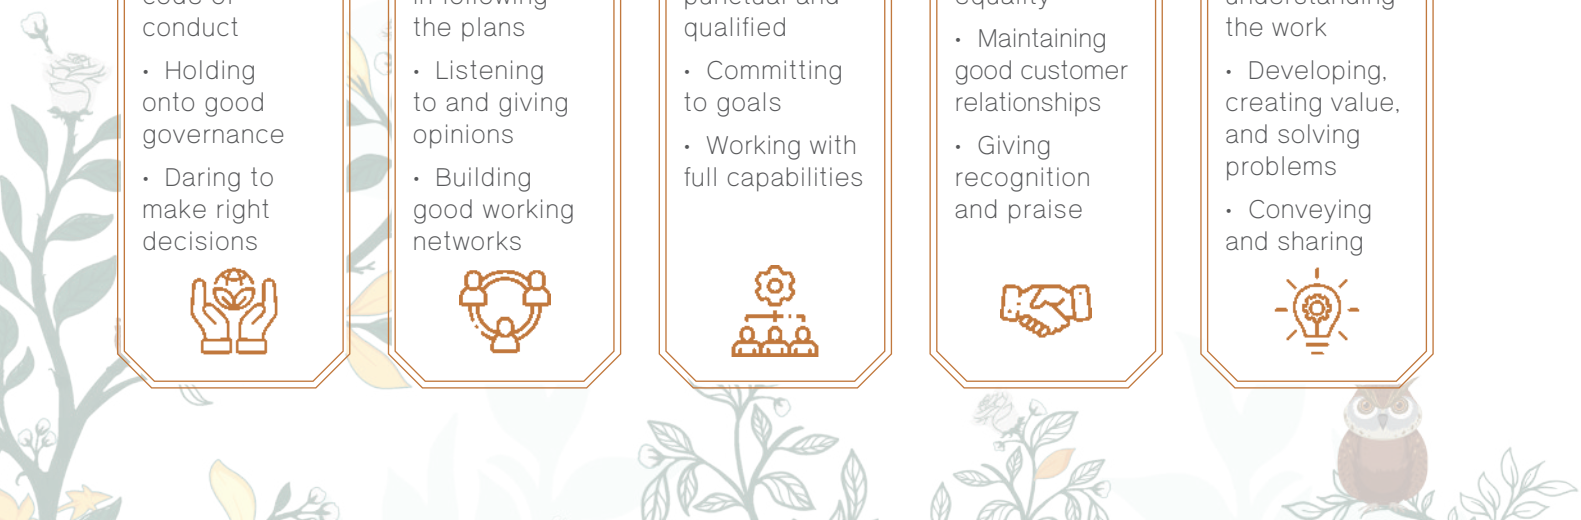 conduct
• Holding
onto good
governance
• Daring to
make right
decisions
the plans
• Listening
to and giving
opinions
• Building
good working
networks
qualified
• Committing
to goals
• Working with
full capabilities
• Maintaining
good customer
relationships
• Giving
recognition
and praise
the work
• Developing,
creating value,
and solving
problems
• Conveying
and sharing